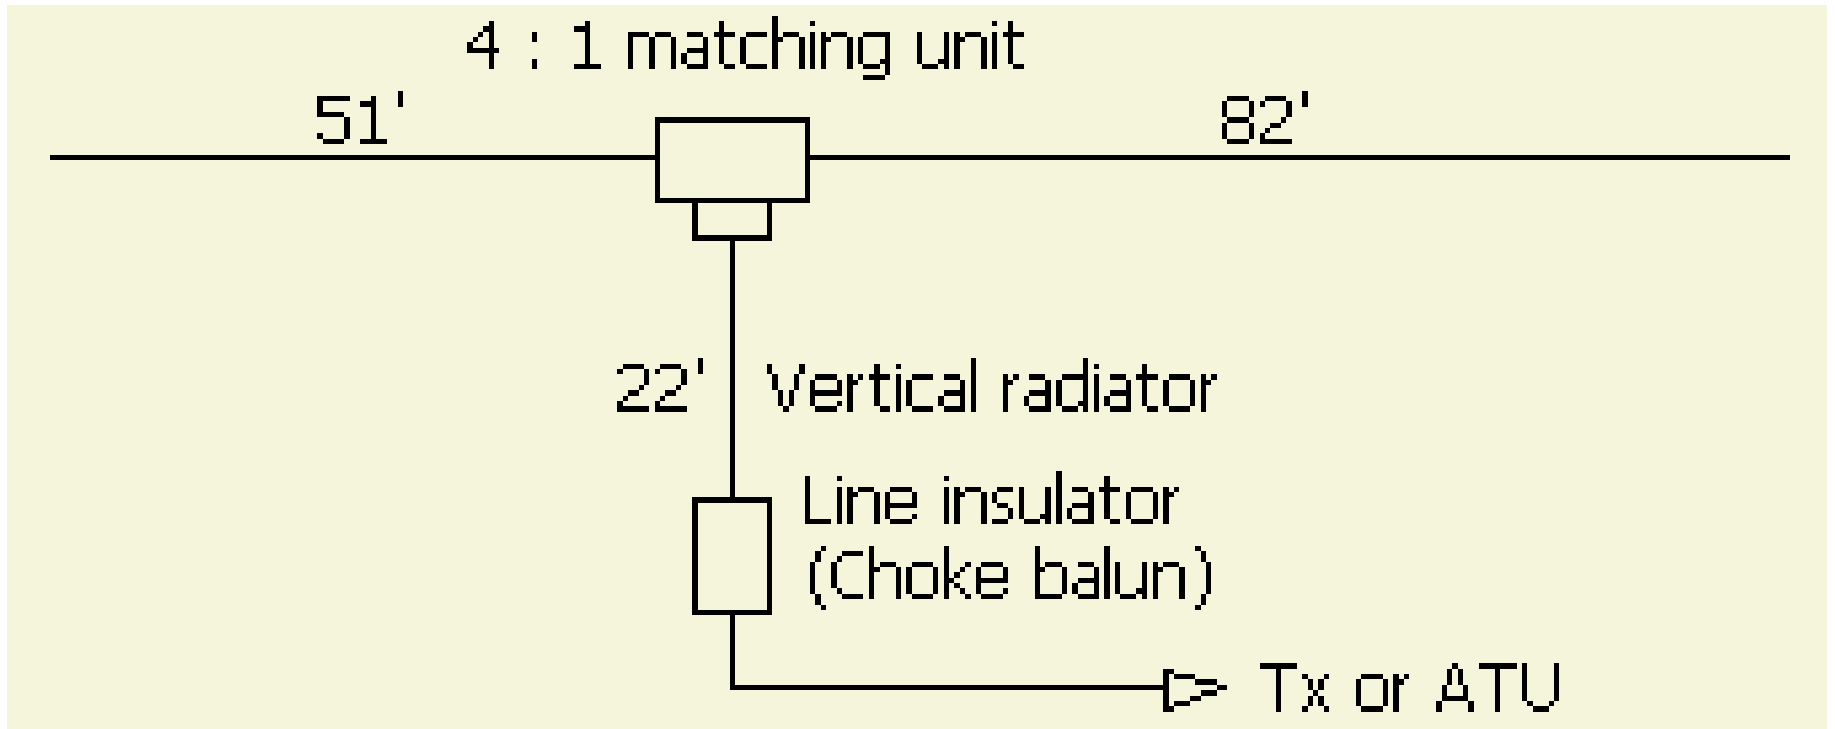 4 : 1 matching unit
51'
82'
22' Vertical radiator
Line insulator
(Choke balun)
Tx or ATU